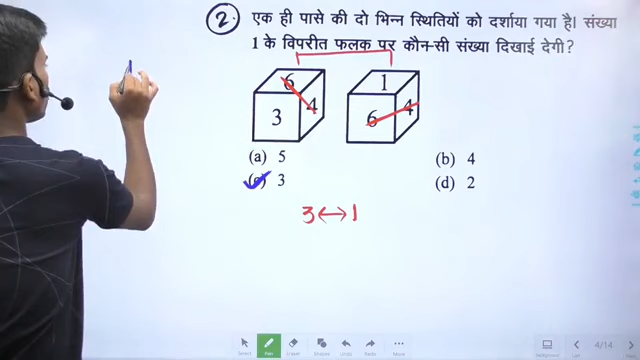 2. एक ही पासे की दो भिन्न स्थितियों को दर्शाया गया है। संख्या
1 के विपरीत फलक पर कौन-सी संख्या दिखाई देगी?
6 4 3
1 4 6
(a) 5
(b) 4
(c) 3
(d) 2
3↔1
Select Pen Eraser Shapes Undo Redo More
4/14